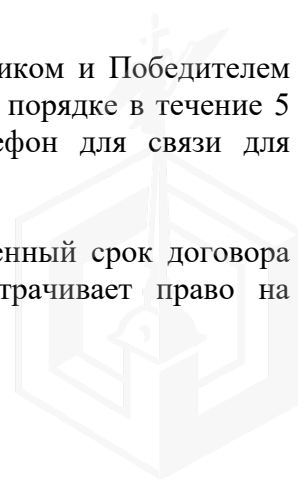 иком и Победителем
порядке в течение 5
ефон для связи для
енный срок договора
трачивает право на